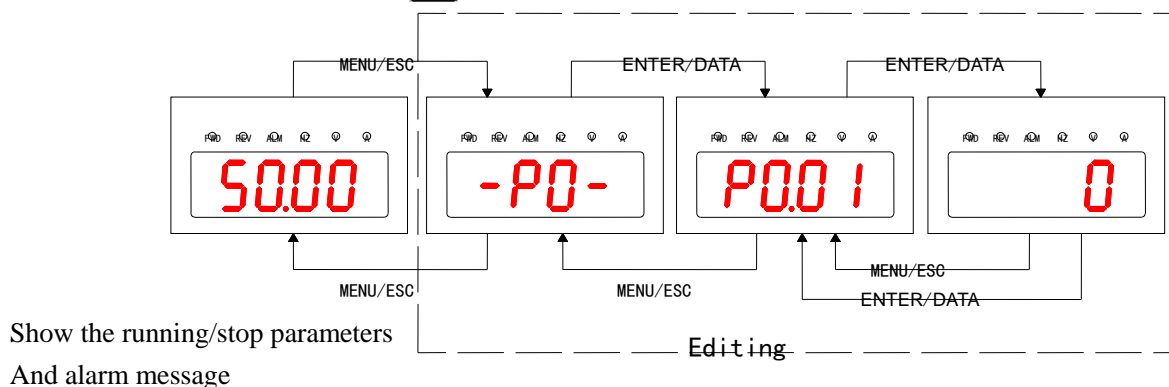 MENU/ESC ENTER/DATA ENTER/DATA
FWD REV ALM HZ V A FWD REV ALM HZ V A FWD REV ALM HZ V A FWD REV ALM HZ V A
50.00 -P0- P0.01 0
MENU/ESC
MENU/ESC MENU/ESC ENTER/DATA
Show the running/stop parameters
Editing
And alarm message